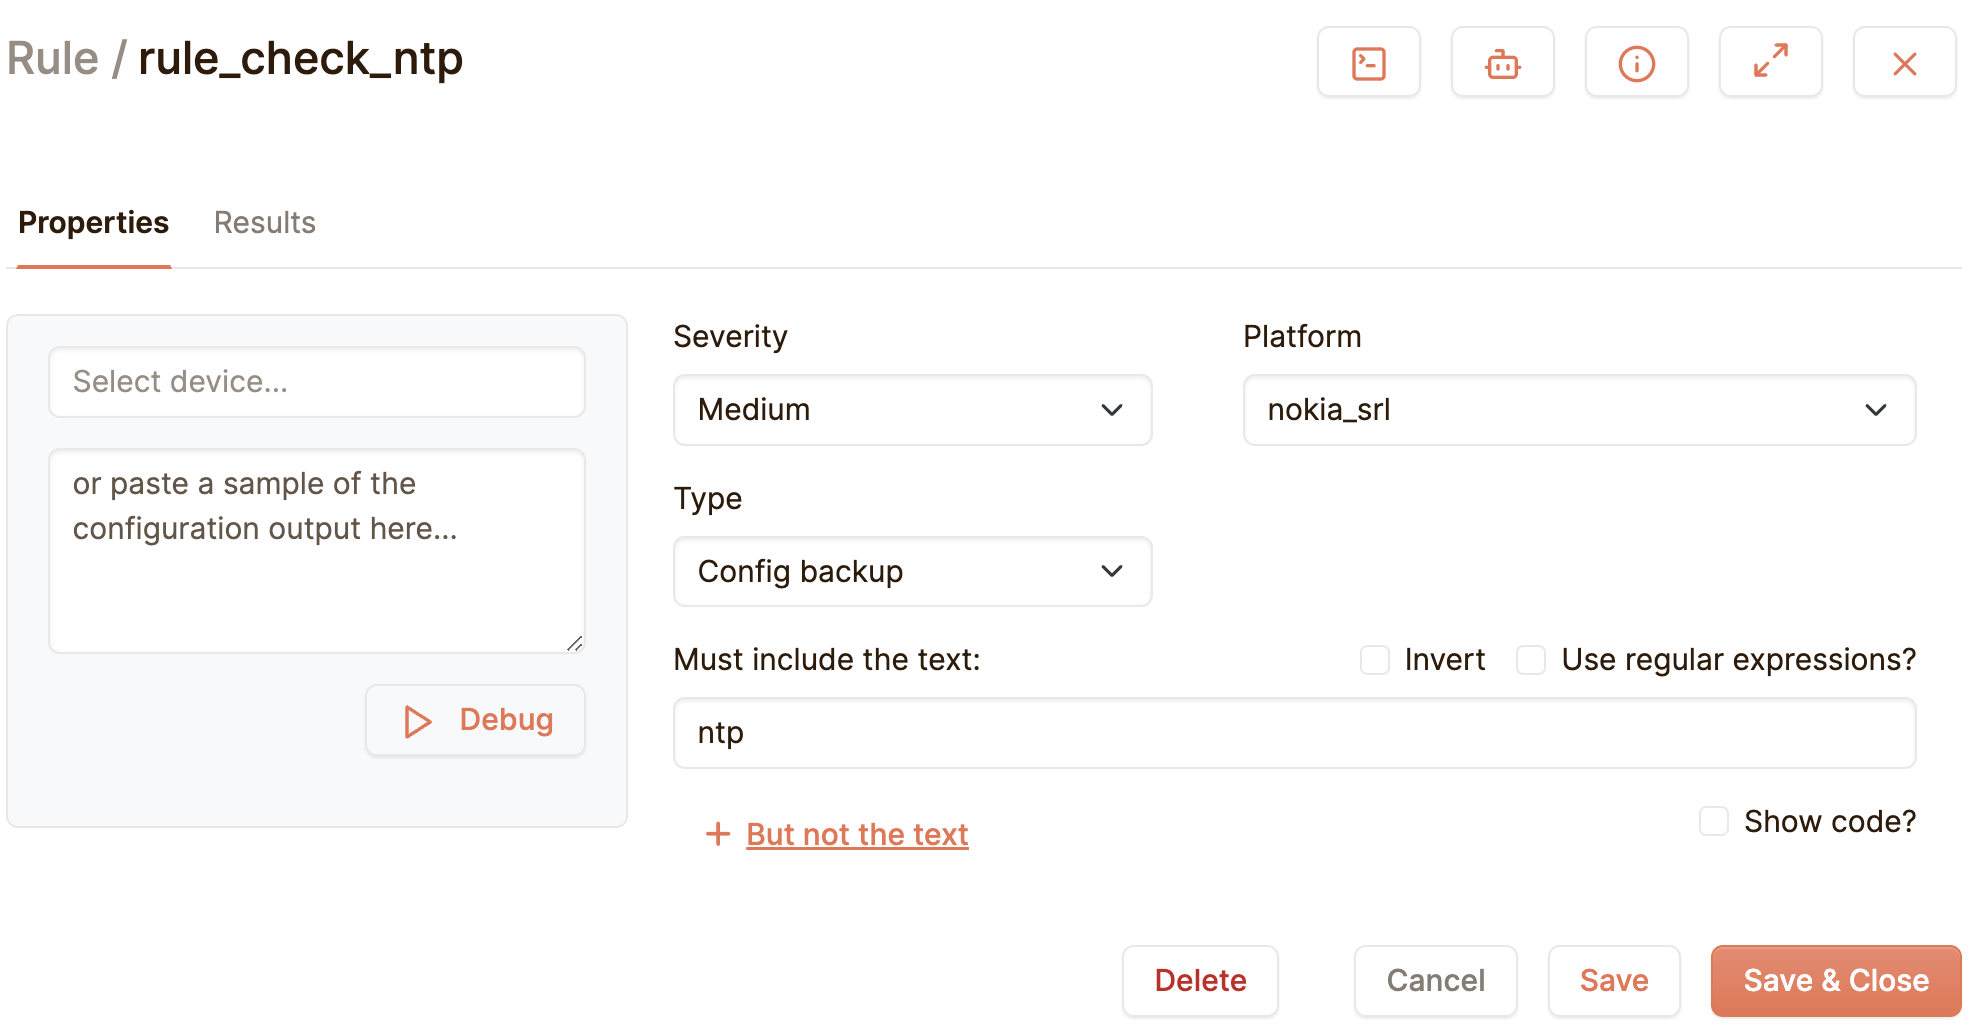 Rule / rule_check_ntp
Properties
Results
Select device...
or paste a sample of the
configuration output here...
Debug
Severity
Medium
Platform
nokia_srl
Type
Config backup
Must include the text:
Invert
Use regular expressions?
ntp
+ But not the text
Show code?
Delete
Cancel
Save
Save & Close